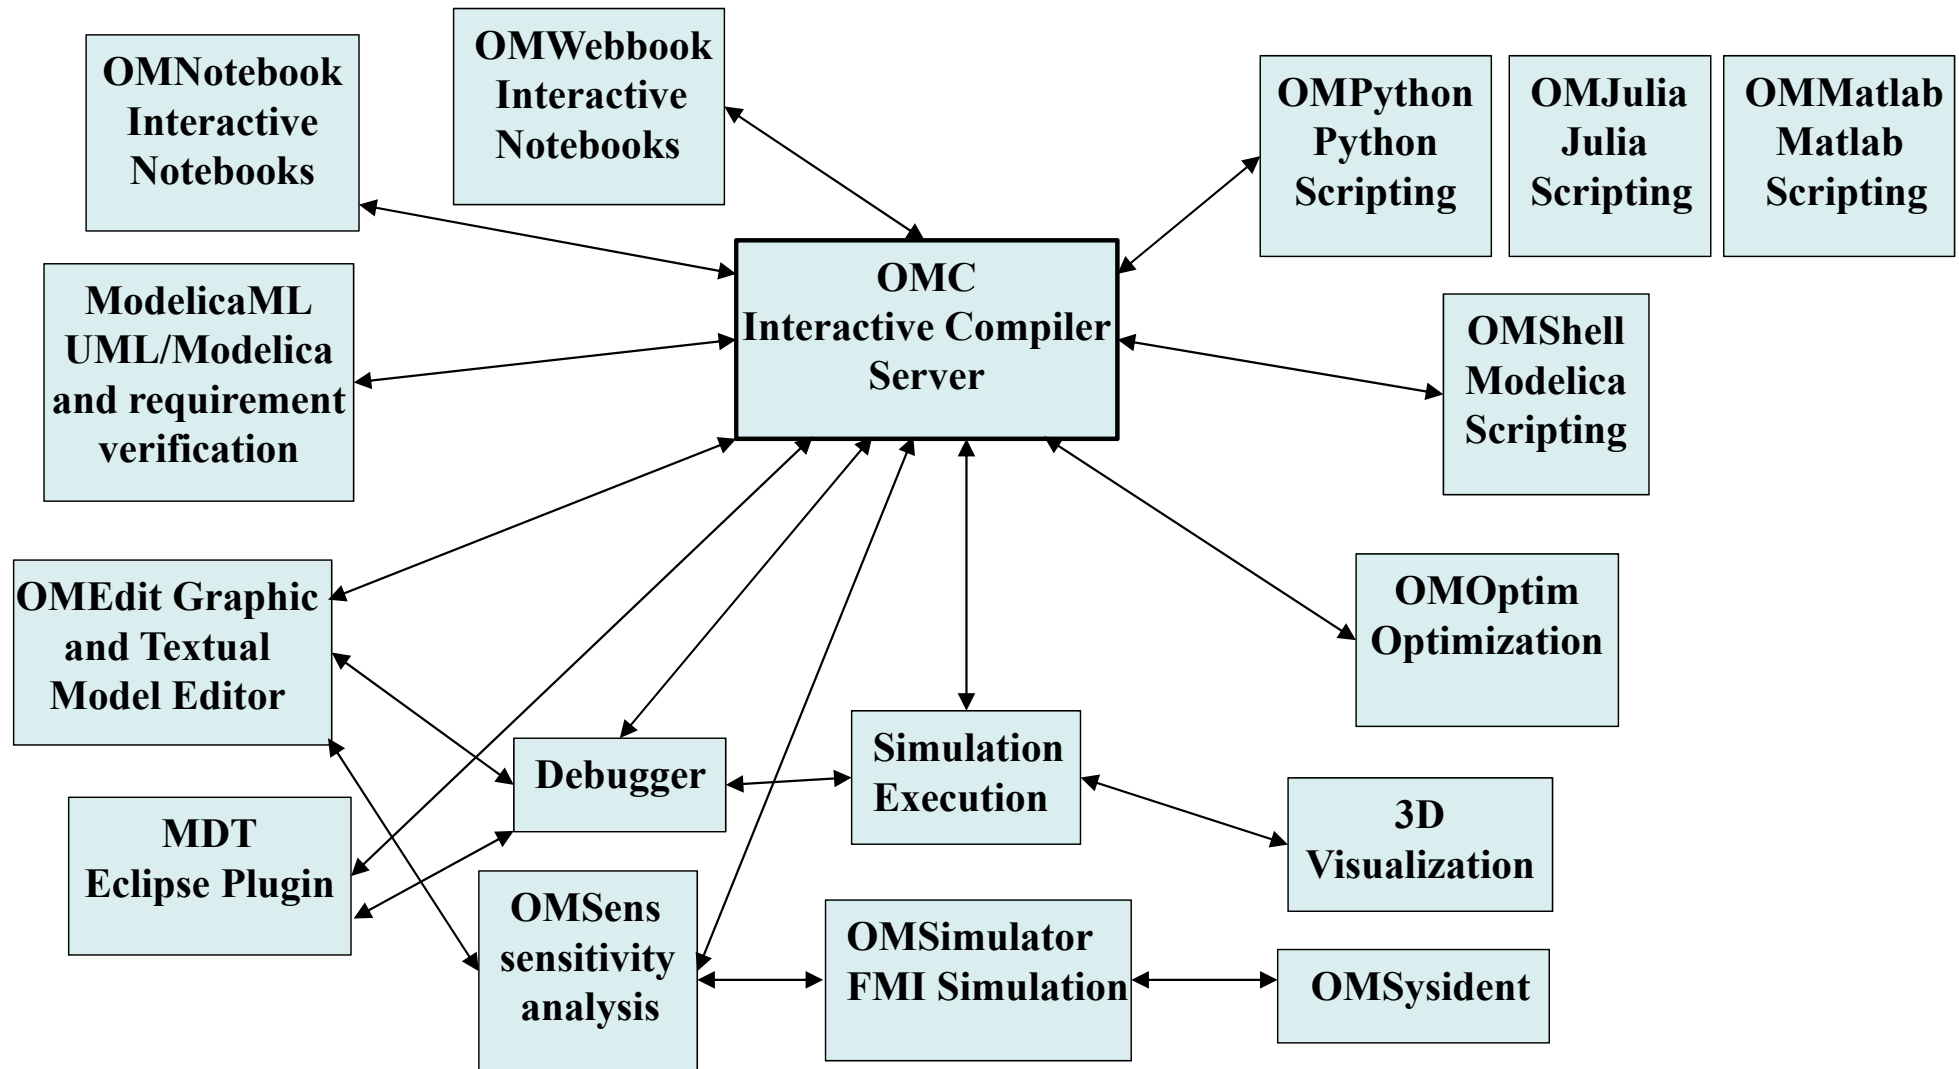 OMNotebook
Interactive
Notebooks
OMWebbook
Interactive
Notebooks
OMPython
Python
Scripting
OMJulia
Julia
Scripting
OMMatlab
Matlab
Scripting
OMC
Interactive Compiler
Server
ModelicaML
UML/Modelica
and requirement
verification
OMShell
Modelica
Scripting
OMEdit Graphic
and Textual
Model Editor
OMOptim
Optimization
Debugger
Simulation
Execution
3D
Visualization
MDT
Eclipse Plugin
OMSens
sensitivity
analysis
OMSimulator
FMI Simulation
OMSysident